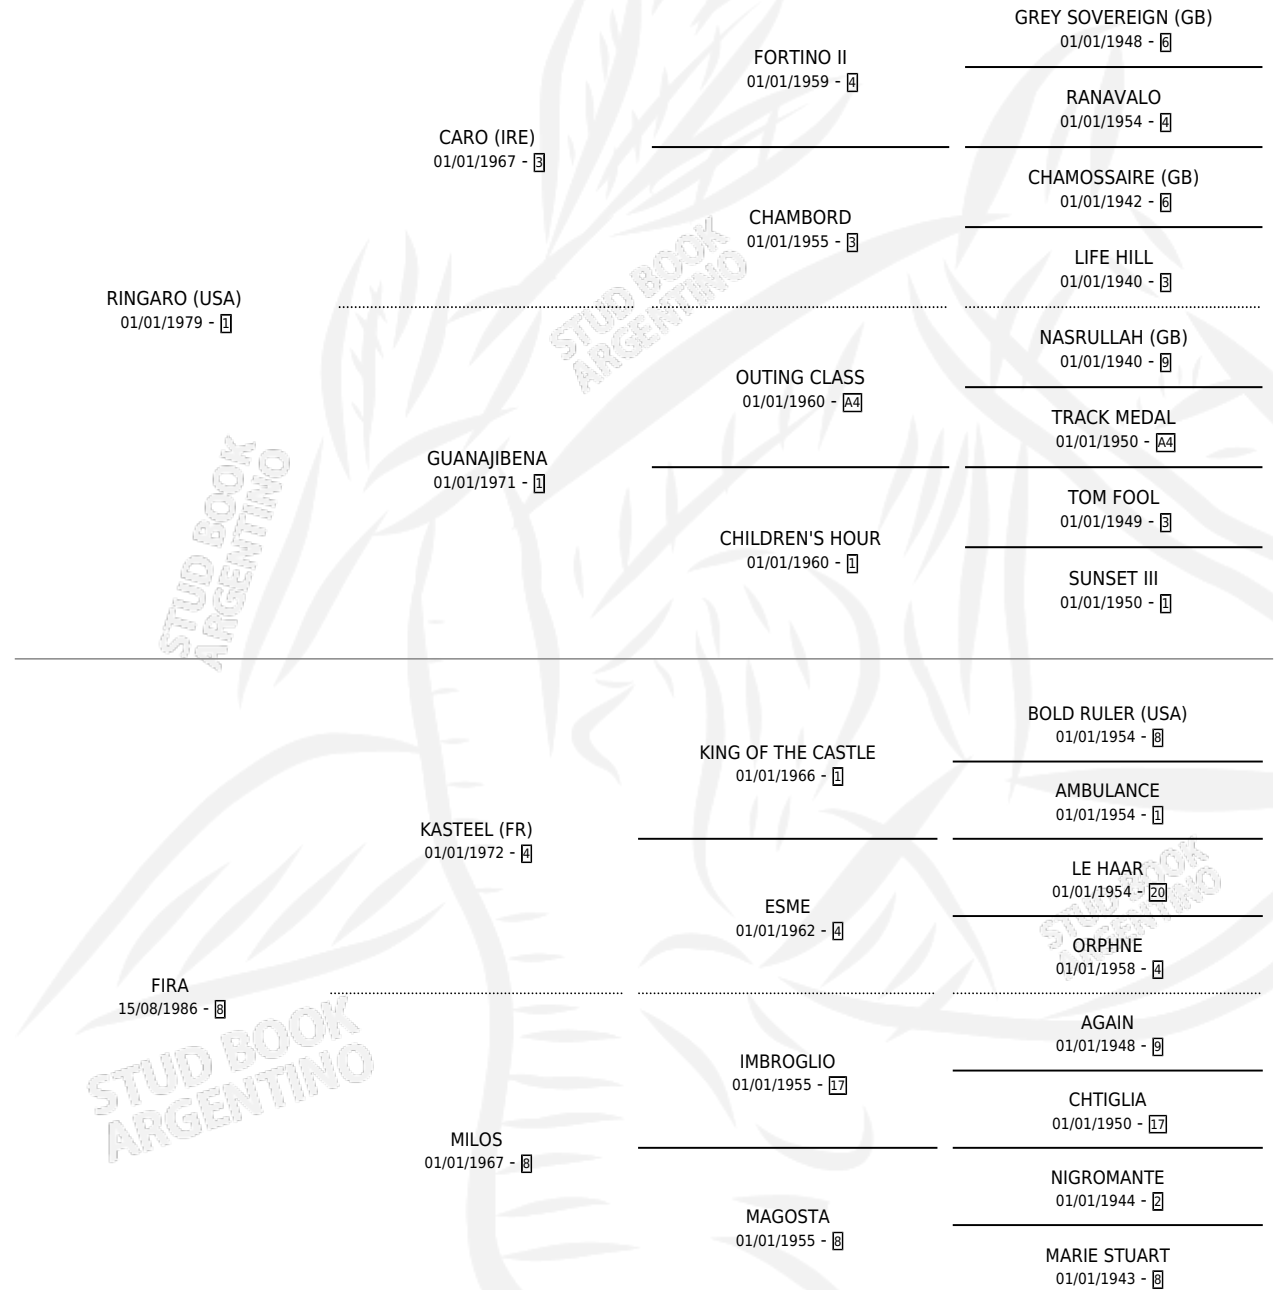 GREY SOVEREIGN (GB)
01/01/1948 - 6
FORTINO II
01/01/1959 - 4
RANAVALO
01/01/1954 - 4
CARO (IRE)
01/01/1967 - 3
CHAMOSSAIRE (GB)
01/01/1942 - 6
CHAMBORD
01/01/1955 - 3
LIFE HILL
01/01/1940 - 3
STUD BOOK
ARGENTINO
RINGARO (USA)
01/01/1979 - 1
NASRULLAH (GB)
01/01/1940 - 9
OUTING CLASS
01/01/1960 - A4
TRACK MEDAL
01/01/1950 - A4
GUANAJIBENA
01/01/1971 - 1
TOM FOOL
01/01/1949 - 3
CHILDREN'S HOUR
01/01/1960 - 1
SUNSET III
01/01/1950 - 1
STUD BOOK
ARGENTINO
BOLD RULER (USA)
01/01/1954 - 8
KING OF THE CASTLE
01/01/1966 - 1
AMBULANCE
01/01/1954 - 1
KASTEEL (FR)
01/01/1972 - 4
LE HAAR
01/01/1954 - 20
ESME
01/01/1962 - 4
ORPHNE
01/01/1958 - 4
STUD BOOK
ARGENTINO
FIRA
15/08/1986 - 8
AGAIN
01/01/1948 - 9
IMBROGLIO
01/01/1955 - 17
CHTIGLIA
01/01/1950 - 17
STUD BOOK
ARGENTINO
MILOS
01/01/1967 - 8
NIGROMANTE
01/01/1944 - 2
MAGOSTA
01/01/1955 - 8
MARIE STUART
01/01/1943 - 8